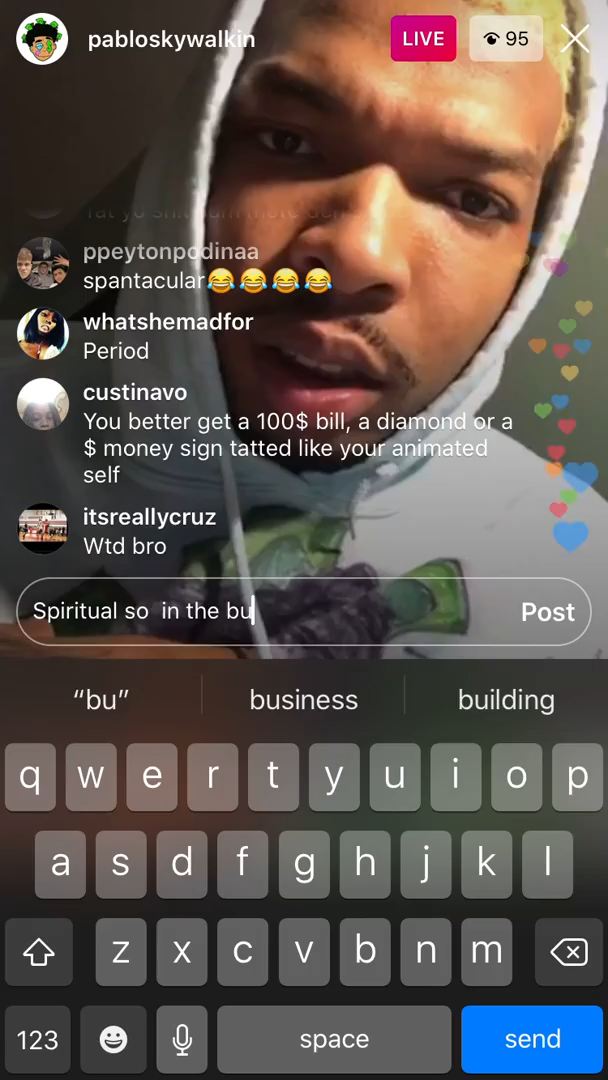 pabloskywalkin
LIVE
95
ppeytonpodinaa
spantacular😂😂😂😂
whatshemadfor
Period
custinavo
You better get a 100$ bill, a diamond or a
$ money sign tatted like your animated
self
itsreallycruz
Wtd bro
Spiritual so  in the bu
Post
“bu”
business
building
q w e r t y u i o p
a s d f g h j k l
z x c v b n m
123
space
send